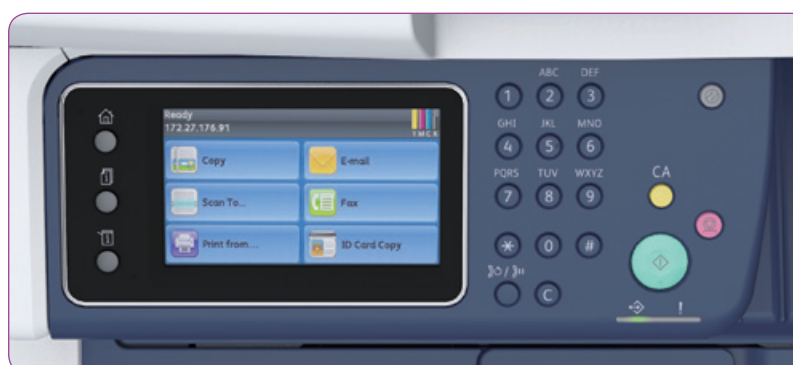 Ready
172.27.176.91
Y M C K
Copy
E-mail
Scan To...
Fax
Print from...
ID Card Copy
ABC DEF
1 2 3
GHI JKL MNO
4 5 6
PQRS TUV WXYZ
7 8 9
* 0 #
C
CA
!